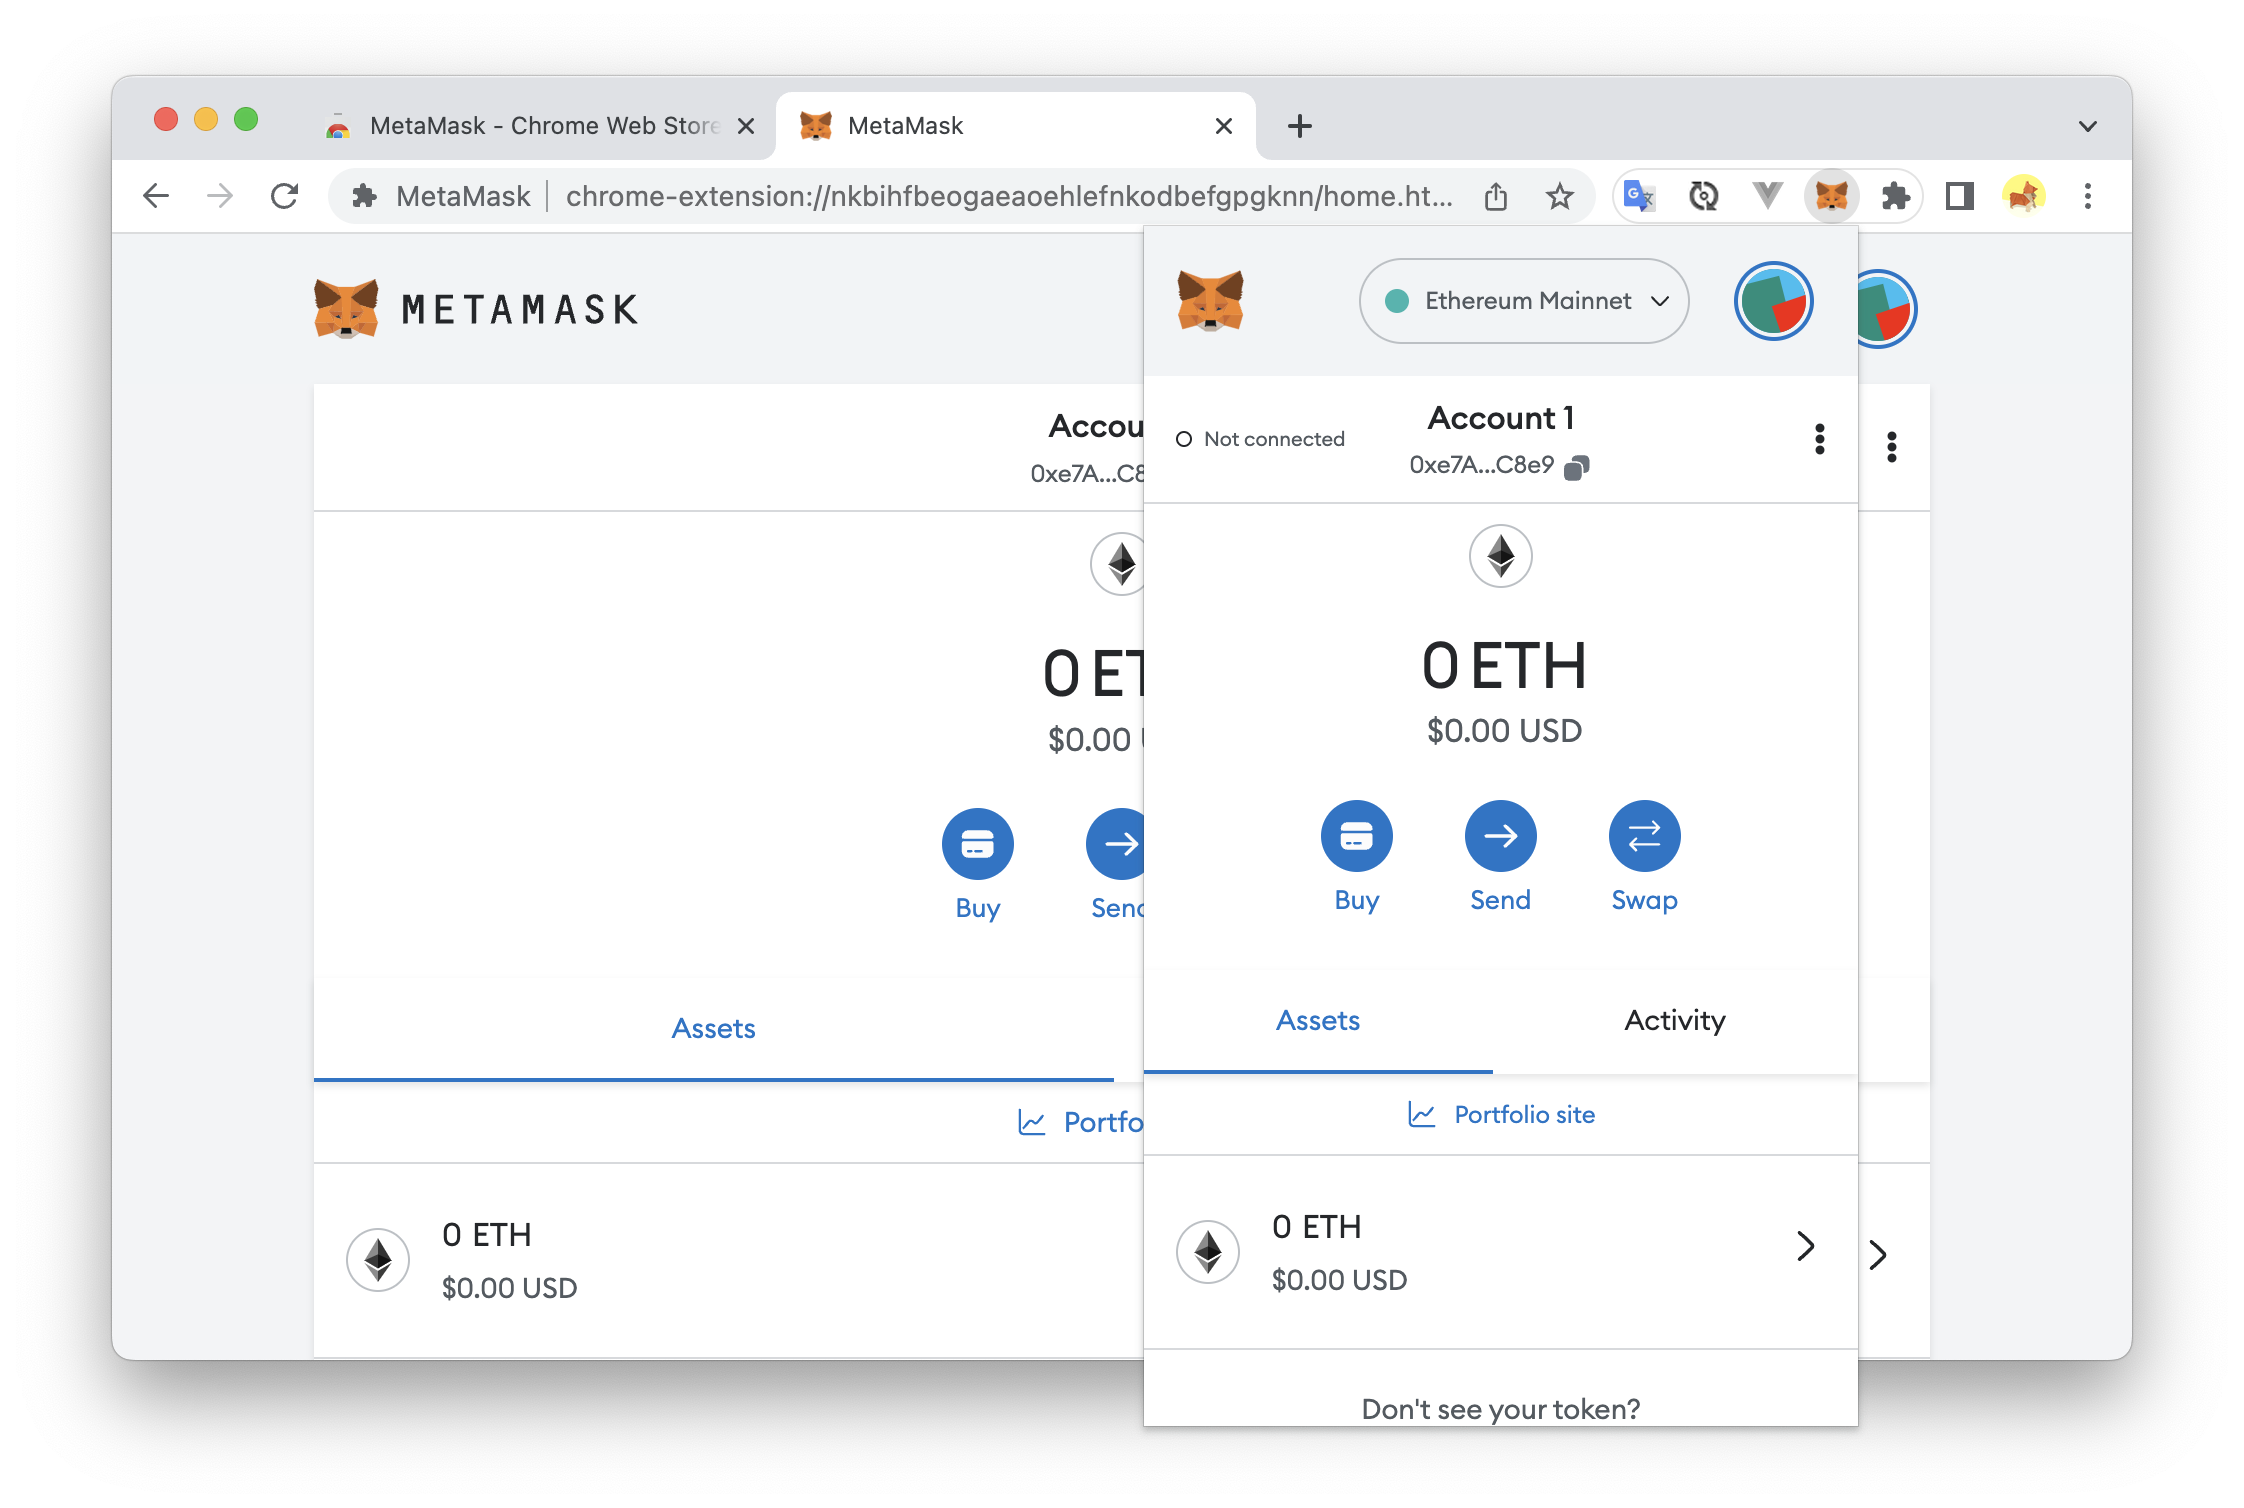 MetaMask - Chrome Web Store
MetaMask
MetaMask | chrome-extension://nkbihfbeogaeaoehlefnkodbefgpgknn/home.ht...
METAMASK
Accou
0xe7A...C8
0 ET
$0.00
Buy
Send
Assets
Portfo
0 ETH
$0.00 USD
Ethereum Mainnet
Not connected
Account 1
0xe7A...C8e9
0 ETH
$0.00 USD
Buy
Send
Swap
Assets
Activity
Portfolio site
0 ETH
$0.00 USD
Don't see your token?